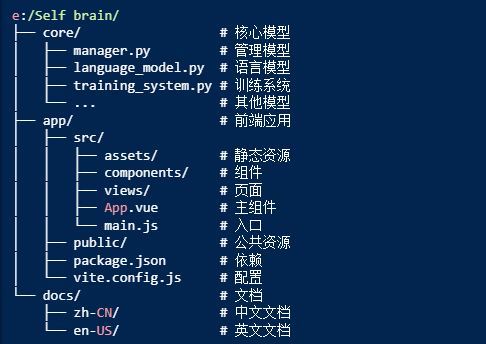 e:/Self brain/
├── core/                # 核心模型
│   ├── manager.py       # 管理模型
│   ├── language_model.py  # 语言模型
│   ├── training_system.py # 训练系统
│   └── ...              # 其他模型
├── app/                 # 前端应用
│   ├── src/
│   │   ├── assets/      # 静态资源
│   │   ├── components/  # 组件
│   │   ├── views/       # 页面
│   │   ├── App.vue      # 主组件
│   │   └── main.js      # 入口
│   ├── public/          # 公共资源
│   ├── package.json     # 依赖
│   └── vite.config.js   # 配置
└── docs/                # 文档
    ├── zh-CN/           # 中文文档
    └── en-US/           # 英文文档